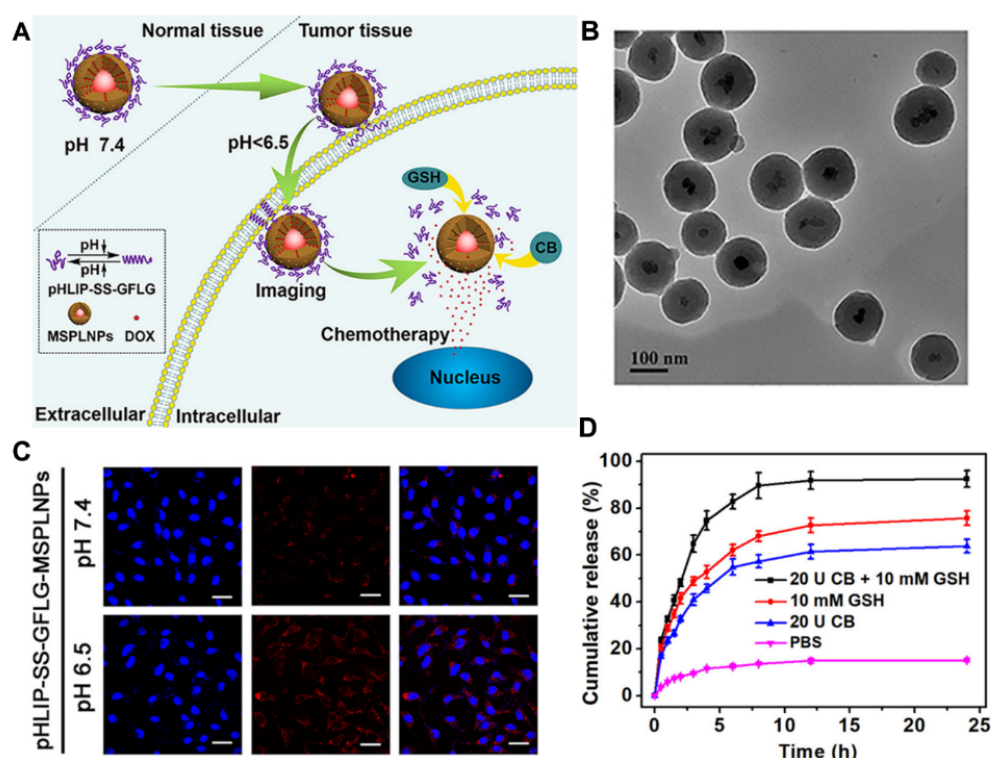 A
Normal tissue
Tumor tissue
pH 7.4
pH<6.5
GSH
CB
pH
pH
pHLIP-SS-GFLG
MSPLNPs
DOX
Imaging
Chemotherapy
Nucleus
Extracellular
Intracellular
B
100 nm
C
pHLIP-SS-GFLG-MSPLNPs
pH 7.4
pH 6.5
D
Cumulative release (%)
100
80
60
40
20
0
20 U CB + 10 mM GSH
10 mM GSH
20 U CB
PBS
0
5
10
15
20
25
Time (h)